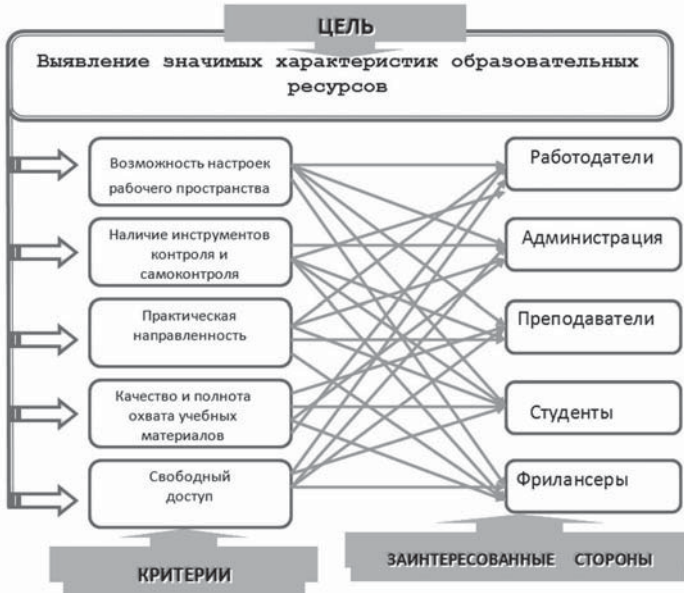 ЦЕЛЬ
Выявление значимых характеристик образовательных
ресурсов
Возможность настроек
рабочего пространства
Наличие инструментов
контроля и
самоконтроля
Практическая
направленность
Качество и полнота
охвата учебных
материалов
Свободный
доступ
КРИТЕРИИ
Работодатели
Администрация
Преподаватели
Студенты
Фрилансеры
ЗАИНТЕРЕСОВАННЫЕ СТОРОНЫ